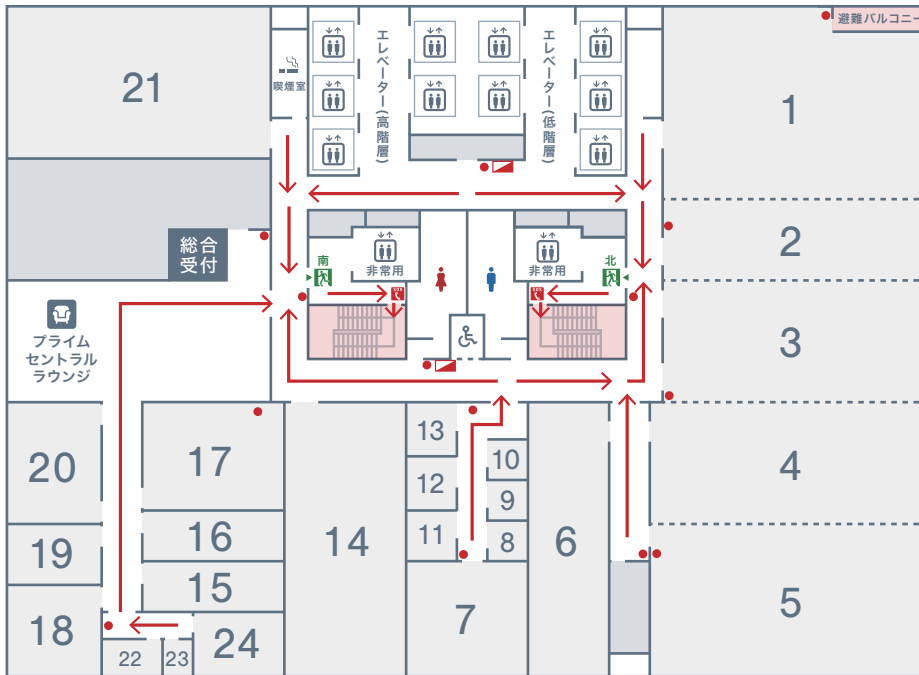 避難バルコニー
21
喫煙室
エレベーター(高階層)
エレベーター(低階層)
1
2
総合
受付
南
非常用
非常用
北
SOS
SOS
プライム
セントラル
ラウンジ
3
20
17
13
12
11
10
9
8
14
6
4
16
19
15
18
22
23
24
7
5